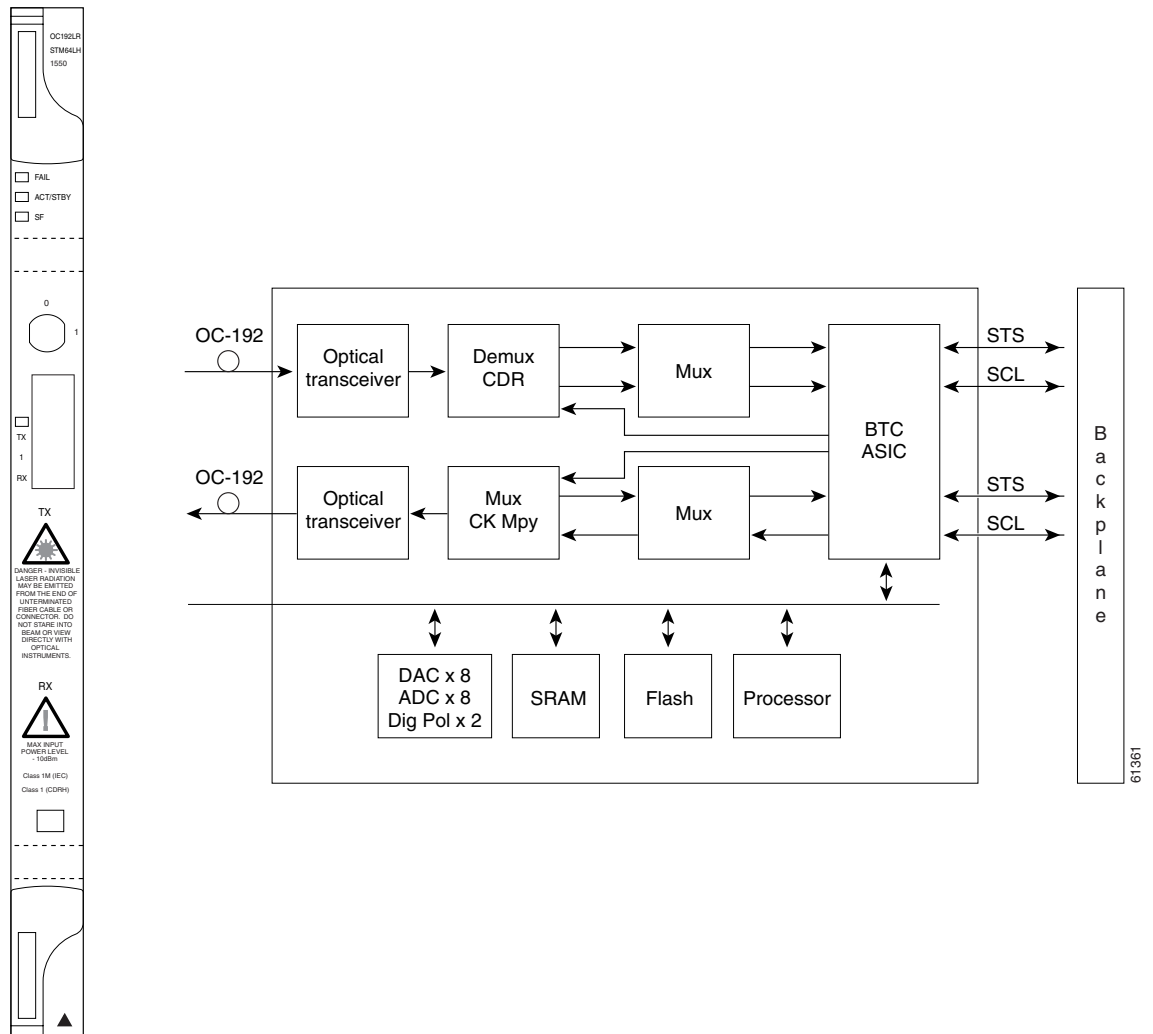 OC192LR
STM64LH
1550
FAIL
ACT/STBY
SF
0
1
TX
1
RX
TX
DANGER - INVISIBLE
LASER RADIATION
MAY BE EMITTED
FROM THE END OF
UNTERMINATED
FIBER CABLE OR
CONNECTOR. DO
NOT STARE INTO
BEAM OR VIEW
DIRECTLY WITH
OPTICAL
INSTRUMENTS.
RX
!
MAX INPUT
POWER LEVEL
- 10dBm
Class 1M (IEC)
Class 1 (CDRH)
OC-192
Optical
transceiver
Demux
CDR
Mux
BTC
ASIC
STS
SCL
OC-192
Optical
transceiver
Mux
CK Mpy
Mux
STS
SCL
DAC x 8
ADC x 8
Dig Pol x 2
SRAM
Flash
Processor
Backplane
61361